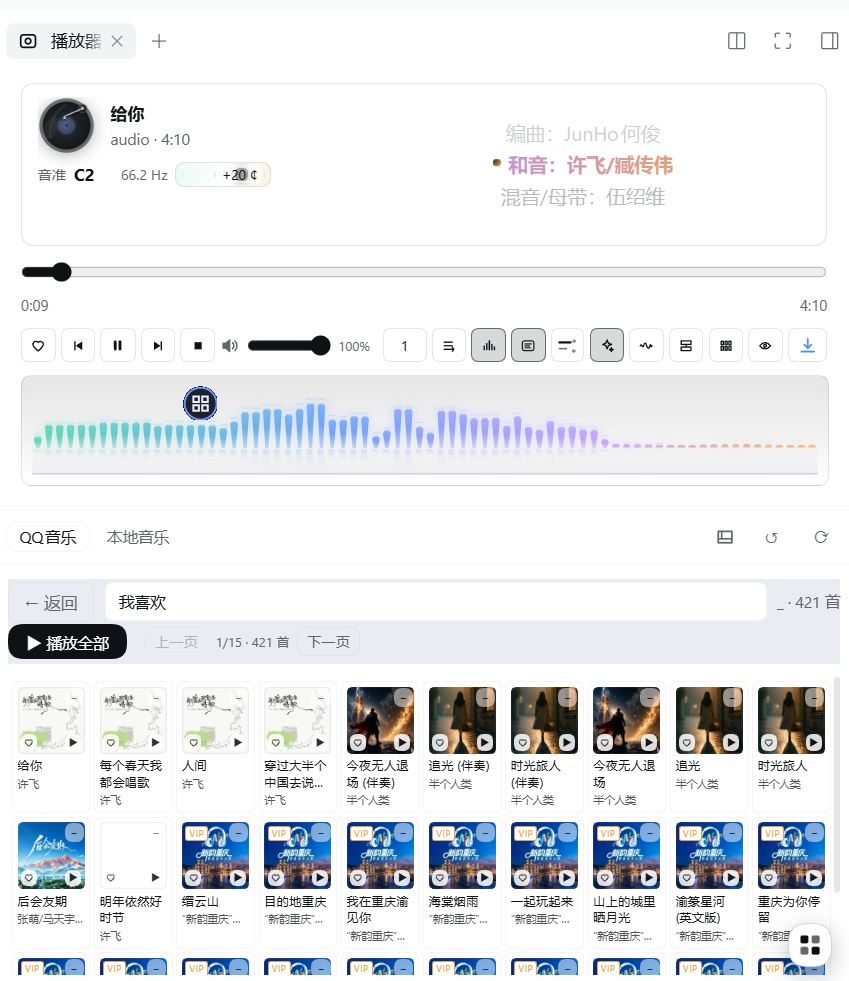 播放器
给你
audio · 4:10
音准 C2 66.2 Hz +20 ¢
编曲：JunHo何俊
和音：许飞/臧传伟
混音/母带：伍绍维
0:09 4:10
100% 1
QQ音乐 本地音乐
← 返回 我喜欢 _ · 421 首
▶ 播放全部 上一页 1/15 · 421 首 下一页
给你
许飞
每个春天我都会唱歌
许飞
人间
许飞
穿过大半个中国去说...
许飞
今夜无人退场 (伴奏)
半个人类
追光 (伴奏)
半个人类
时光旅人 (伴奏)
半个人类
今夜无人退场
半个人类
追光
半个人类
时光旅人
半个人类
后会友期
张萌/马天宇...
明年依然好时节
许飞
VIP
缙云山
“新韵重庆”...
VIP
目的地重庆
“新韵重庆”...
VIP
我在重庆渝见你
“新韵重庆”...
VIP
海棠烟雨
“新韵重庆”...
VIP
一起玩起来
“新韵重庆”...
VIP
山上的城里晒月光
“新韵重庆”...
VIP
渝篆星河 (英文版)
“新韵重庆”...
VIP
重庆为你停留
“新韵重
VIP VIP VIP VIP VIP VIP VIP VIP VIP VIP